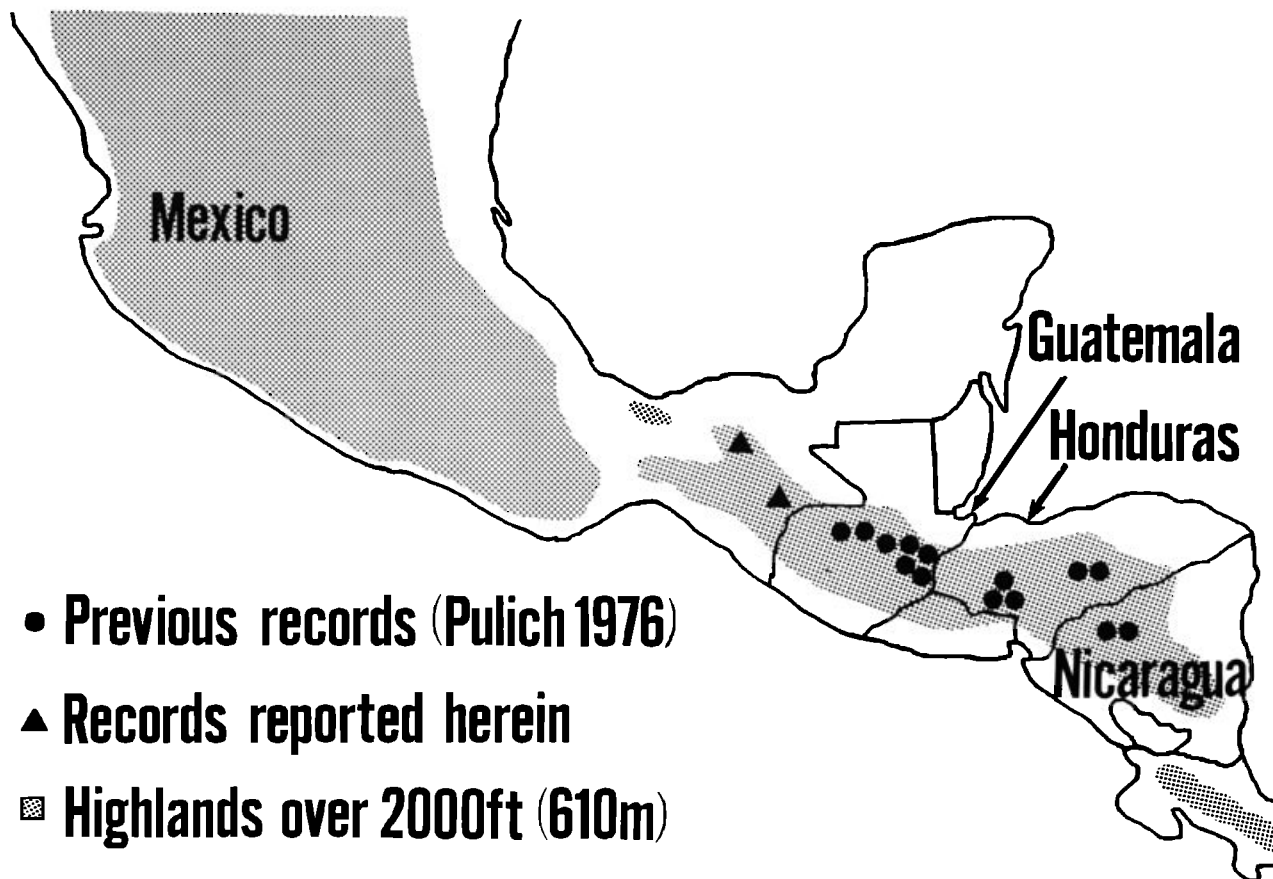 Mexico
Guatemala
Honduras
Nicaragua
Previous records (Pulich 1976)
Records reported herein
Highlands over 2000ft (610m)